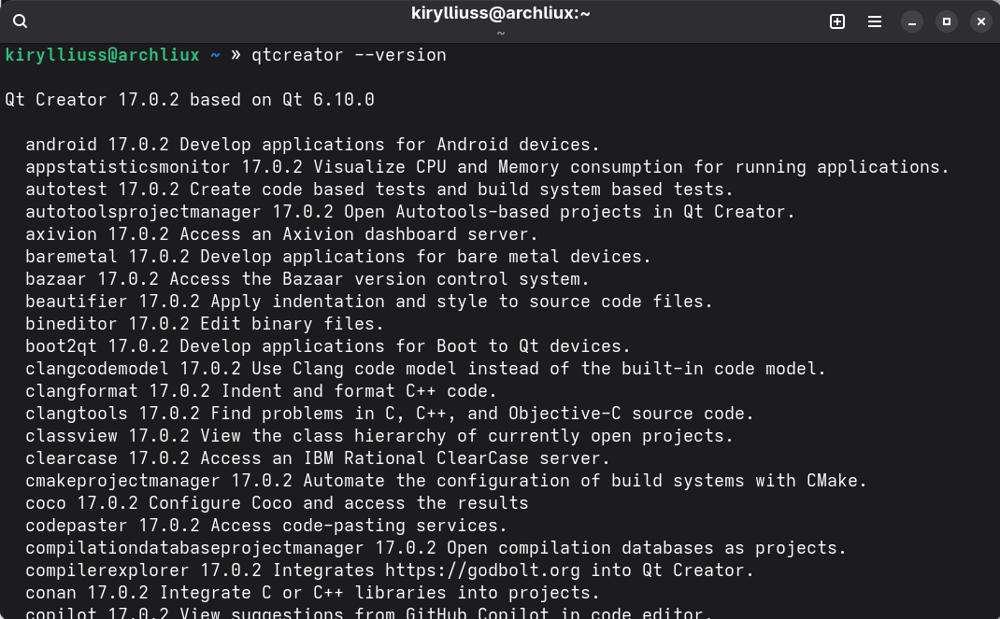 kirylliuss@archliux:~
~
kirylliuss@archliux ~ » qtcreator --version
Qt Creator 17.0.2 based on Qt 6.10.0
android 17.0.2 Develop applications for Android devices.
appstatisticsmonitor 17.0.2 Visualize CPU and Memory consumption for running applications.
autotest 17.0.2 Create code based tests and build system based tests.
autotoolsprojectmanager 17.0.2 Open Autotools-based projects in Qt Creator.
axivion 17.0.2 Access an Axivion dashboard server.
baremetal 17.0.2 Develop applications for bare metal devices.
bazaar 17.0.2 Access the Bazaar version control system.
beautifier 17.0.2 Apply indentation and style to source code files.
bineditor 17.0.2 Edit binary files.
boot2qt 17.0.2 Develop applications for Boot to Qt devices.
clangcodemodel 17.0.2 Use Clang code model instead of the built-in code model.
clangformat 17.0.2 Indent and format C++ code.
clangtools 17.0.2 Find problems in C, C++, and Objective-C source code.
classview 17.0.2 View the class hierarchy of currently open projects.
clearcase 17.0.2 Access an IBM Rational ClearCase server.
cmakeprojectmanager 17.0.2 Automate the configuration of build systems with CMake.
coco 17.0.2 Configure Coco and access the results
codepaster 17.0.2 Access code-pasting services.
compilationdatabaseprojectmanager 17.0.2 Open compilation databases as projects.
compilerexplorer 17.0.2 Integrates https://godbolt.org into Qt Creator.
conan 17.0.2 Integrate C or C++ libraries into projects.
copilot 17.0.2 View suggestions from GitHub Copilot in code editor.